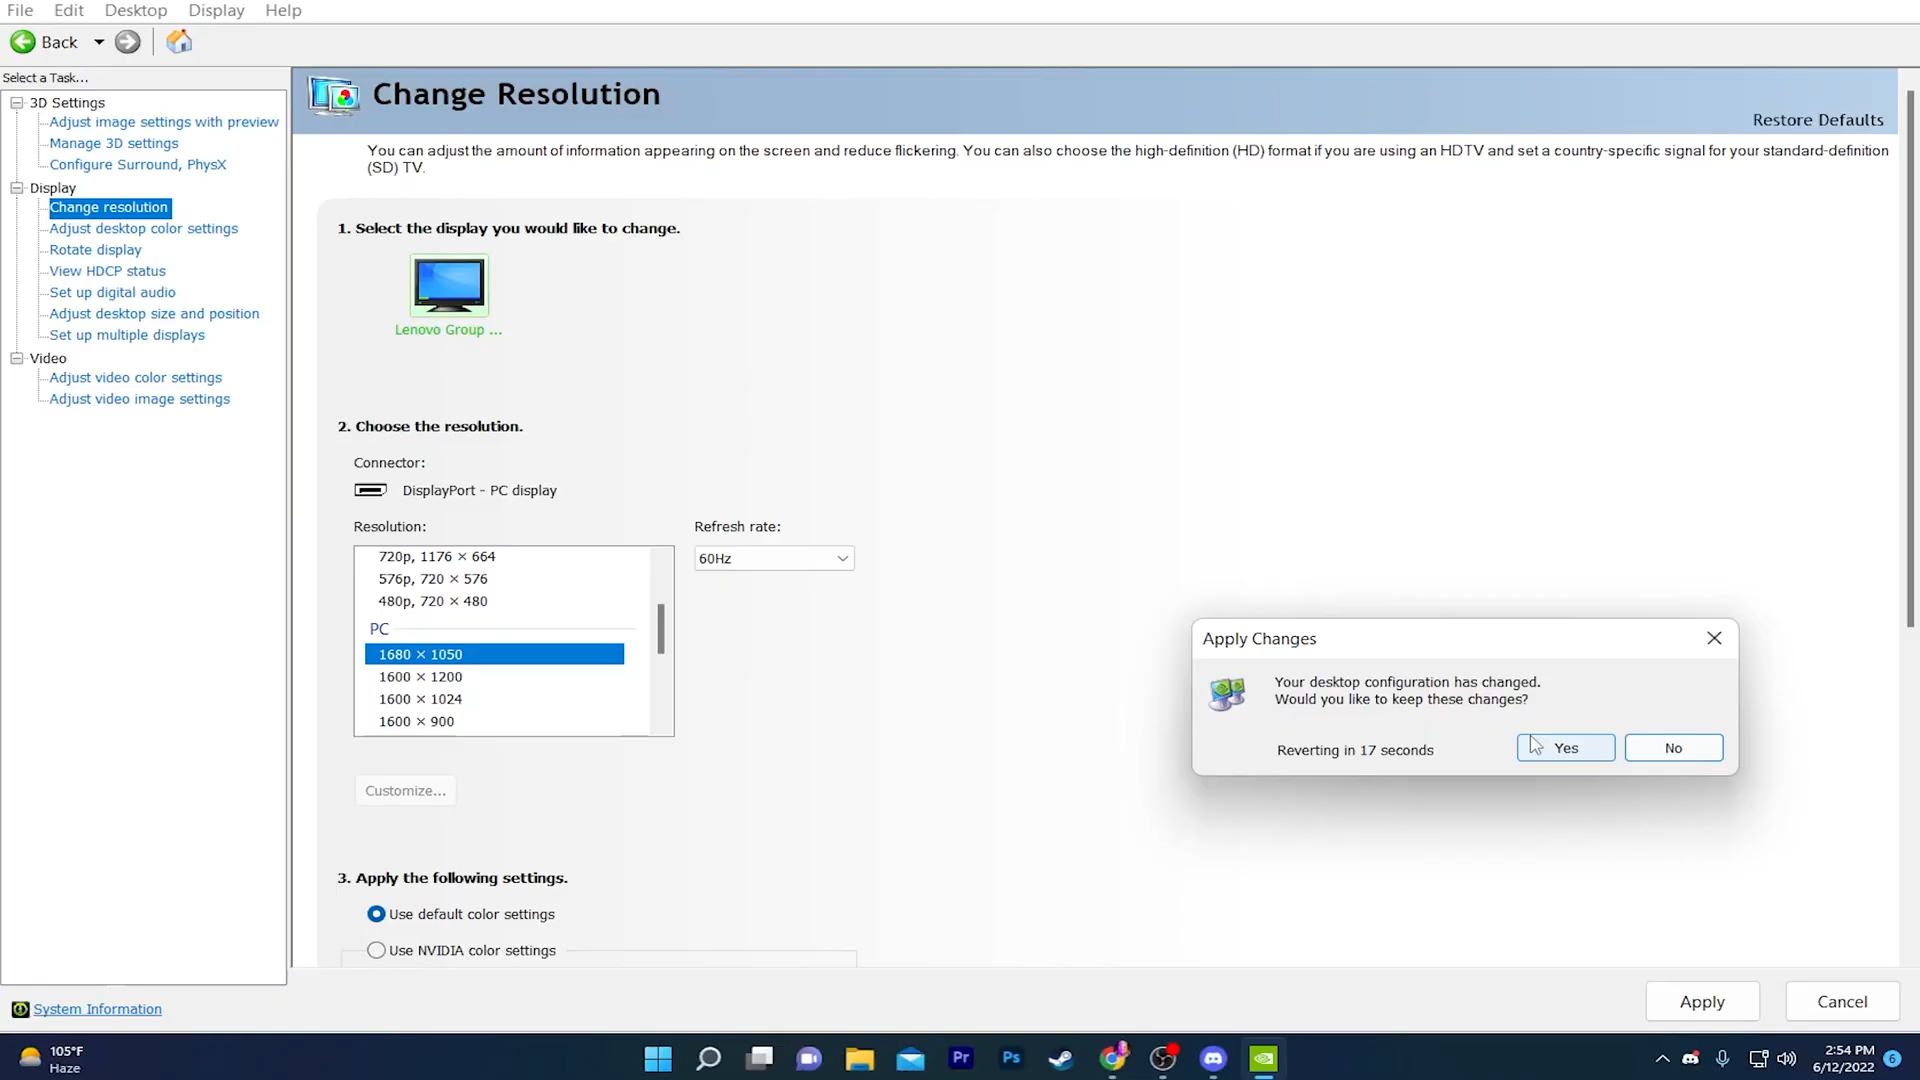 File Edit Desktop Display Help
Back
Select a Task...
3D Settings
Adjust image settings with preview
Manage 3D settings
Configure Surround, PhysX
Display
Change resolution
Adjust desktop color settings
Rotate display
View HDCP status
Set up digital audio
Adjust desktop size and position
Set up multiple displays
Video
Adjust video color settings
Adjust video image settings
System Information
Change Resolution
Restore Defaults
You can adjust the amount of information appearing on the screen and reduce flickering. You can also choose the high-definition (HD) format if you are using an HDTV and set a country-specific signal for your standard-definition
(SD) TV.
1. Select the display you would like to change.
Lenovo Group ...
2. Choose the resolution.
Connector:
DisplayPort - PC display
Resolution:
Refresh rate:
720p, 1176 × 664
576p, 720 × 576
480p, 720 × 480
PC
1680 × 1050
1600 × 1200
1600 × 1024
1600 × 900
60Hz
Customize...
3. Apply the following settings.
Use default color settings
Use NVIDIA color settings
Apply Changes
Your desktop configuration has changed.
Would you like to keep these changes?
Reverting in 17 seconds
Yes
No
Apply
Cancel
105°F
Haze
Pr
Ps
2:54 PM
6/12/2022
6